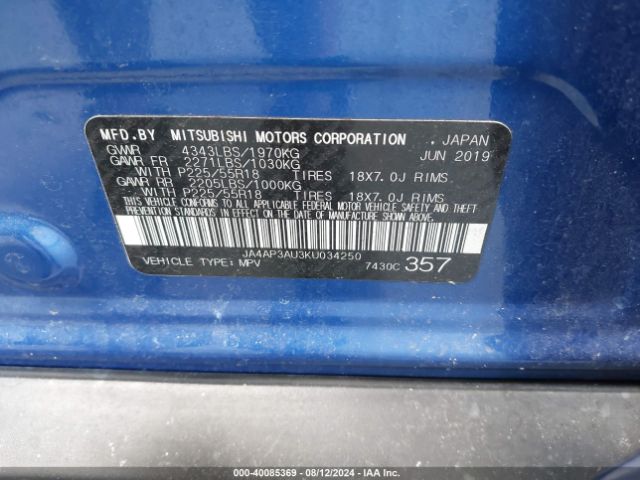 MFD.BY MITSUBISHI MOTORS CORPORATION . JAPAN
GVWR 4343LBS/1970KG JUN 2019
GAWR FR 2271LBS/1030KG
WITH P225/55R18 TIRES 18X7.0J RIMS
GAWR RR 2205LBS/1000KG
WITH P225/55R18 TIRES 18X7.0J RIMS
THIS VEHICLE CONFORMS TO ALL APPLICABLE FEDERAL MOTOR VEHICLE SAFETY AND THEFT
PREVENTION STANDARDS IN EFFECT ON THE DATE OF MANUFACTURE SHOWN ABOVE.
JA4AP3AU3KU034250
VEHICLE TYPE: MPV 7430C 357
000-40085369 | 08/12/2024 | Copyright IAA, Inc.